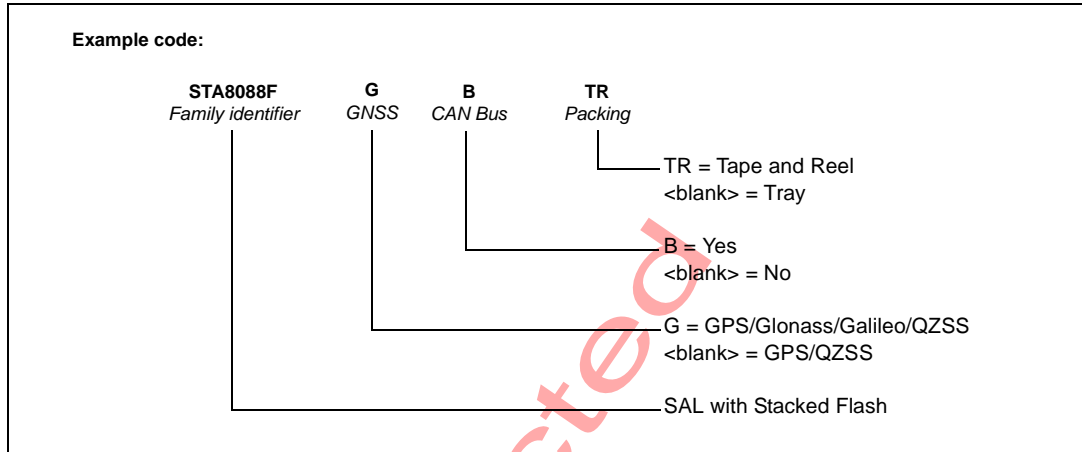 Example code:
STA8088F G B TR
Family identifier GNSS CAN Bus Packing
TR = Tape and Reel
<blank> = Tray
B = Yes
<blank> = No
G = GPS/Glonass/Galileo/QZSS
<blank> = GPS/QZSS
SAL with Stacked Flash
cted